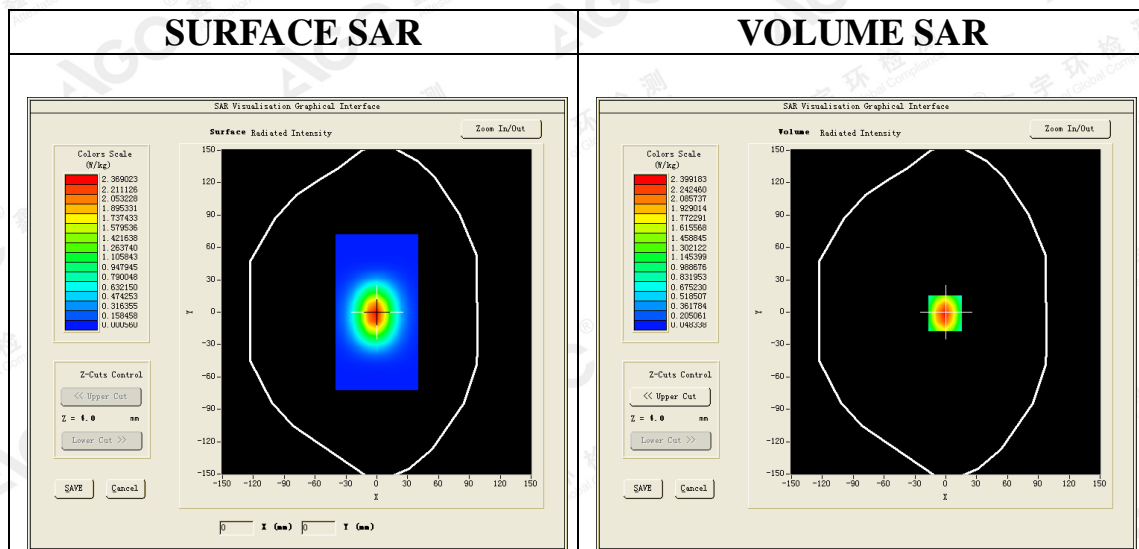 SURFACE SAR
VOLUME SAR
SAR Visualisation Graphical Interface
Surface Radiated Intensity
Zoom In/Out
Colors Scale
(W/kg)
2.369023
2.211126
2.053228
1.895331
1.737433
1.579536
1.421638
1.263740
1.105843
0.947945
0.790048
0.632150
0.474253
0.316355
0.158458
0.000560
150
120
90
60
30
0
-30
-60
-90
-120
-150
Y
-150 -120 -90 -60 -30 0 30 60 90 120 150
X
Z-Cuts Control
<< Upper Cut
Z = 4.0 mm
Lower Cut >>
SAVE Cancel
0 X (mm) 0 Y (mm)
SAR Visualisation Graphical Interface
Volume Radiated Intensity
Zoom In/Out
Colors Scale
(W/kg)
2.399183
2.242460
2.085737
1.929014
1.772291
1.615568
1.458845
1.302122
1.145399
0.988676
0.831953
0.675230
0.518507
0.361784
0.205061
0.048338
150
120
90
60
30
0
-30
-60
-90
-120
-150
Y
-150 -120 -90 -60 -30 0 30 60 90 120 150
X
Z-Cuts Control
<< Upper Cut
Z = 4.0 mm
Lower Cut >>
SAVE Cancel